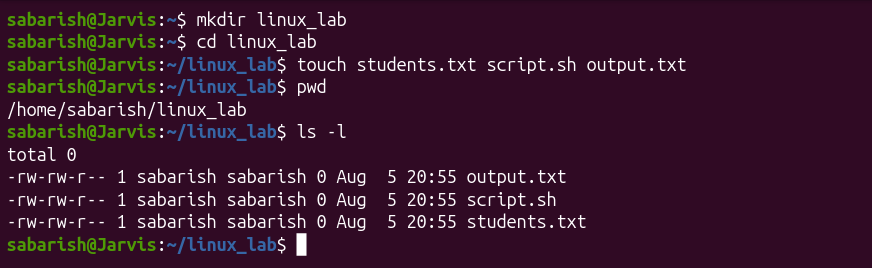 sabarish@Jarvis:~$ mkdir linux_lab
sabarish@Jarvis:~$ cd linux_lab
sabarish@Jarvis:~/linux_lab$ touch students.txt script.sh output.txt
sabarish@Jarvis:~/linux_lab$ pwd
/home/sabarish/linux_lab
sabarish@Jarvis:~/linux_lab$ ls -l
total 0
-rw-rw-r-- 1 sabarish sabarish 0 Aug  5 20:55 output.txt
-rw-rw-r-- 1 sabarish sabarish 0 Aug  5 20:55 script.sh
-rw-rw-r-- 1 sabarish sabarish 0 Aug  5 20:55 students.txt
sabarish@Jarvis:~/linux_lab$